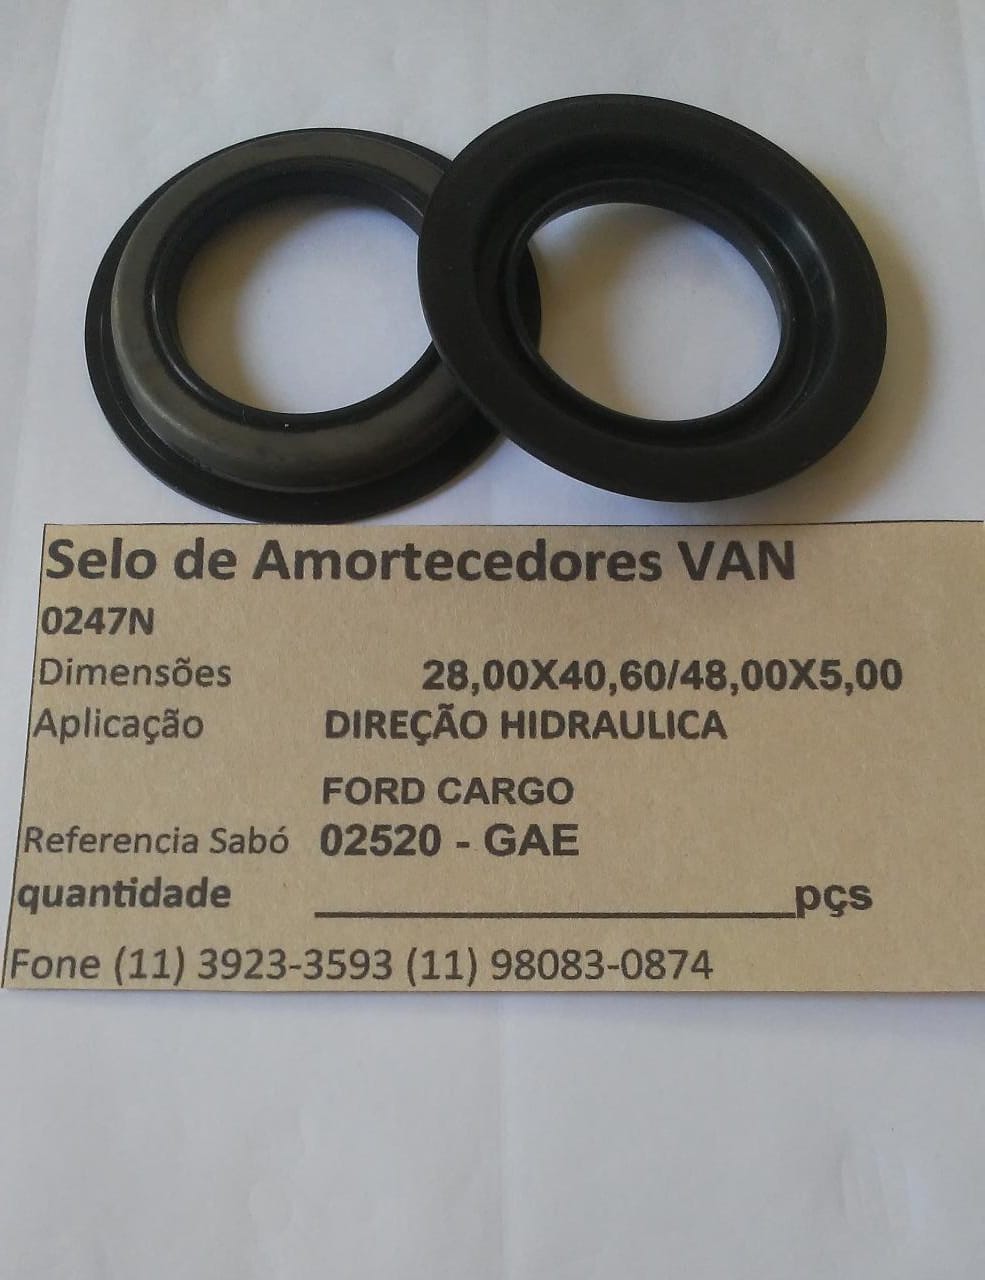 Selo de Amortecedores VAN
0247N
Dimensões 28,00X40,60/48,00X5,00
Aplicação DIREÇÃO HIDRAULICA
FORD CARGO
Referencia Sabó 02520 - GAE
quantidade ____________________pçs
Fone (11) 3923-3593 (11) 98083-0874